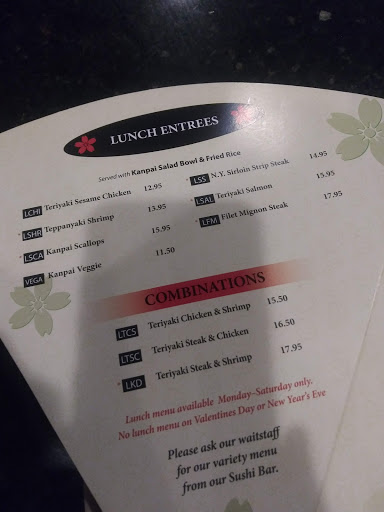 LUNCH ENTREES
Served with Kanpai Salad Bowl & Fried Rice
LCHI Teriyaki Sesame Chicken 12.95
LSHR Teppanyaki Shrimp 13.95
LSCA Kanpai Scallops 15.95
VEGA Kanpai Veggie 11.50
LSS N.Y. Sirloin Strip Steak 14.95
LSAL Teriyaki Salmon 15.95
LFM Filet Mignon Steak 17.95
COMBINATIONS
LTCS Teriyaki Chicken & Shrimp 15.50
LTSC Teriyaki Steak & Chicken 16.50
LKD Teriyaki Steak & Shrimp 17.95
Lunch menu available Monday–Saturday only.
No lunch menu on Valentines Day or New Year's Eve
Please ask our waitstaff
for our variety menu
from our Sushi Bar.